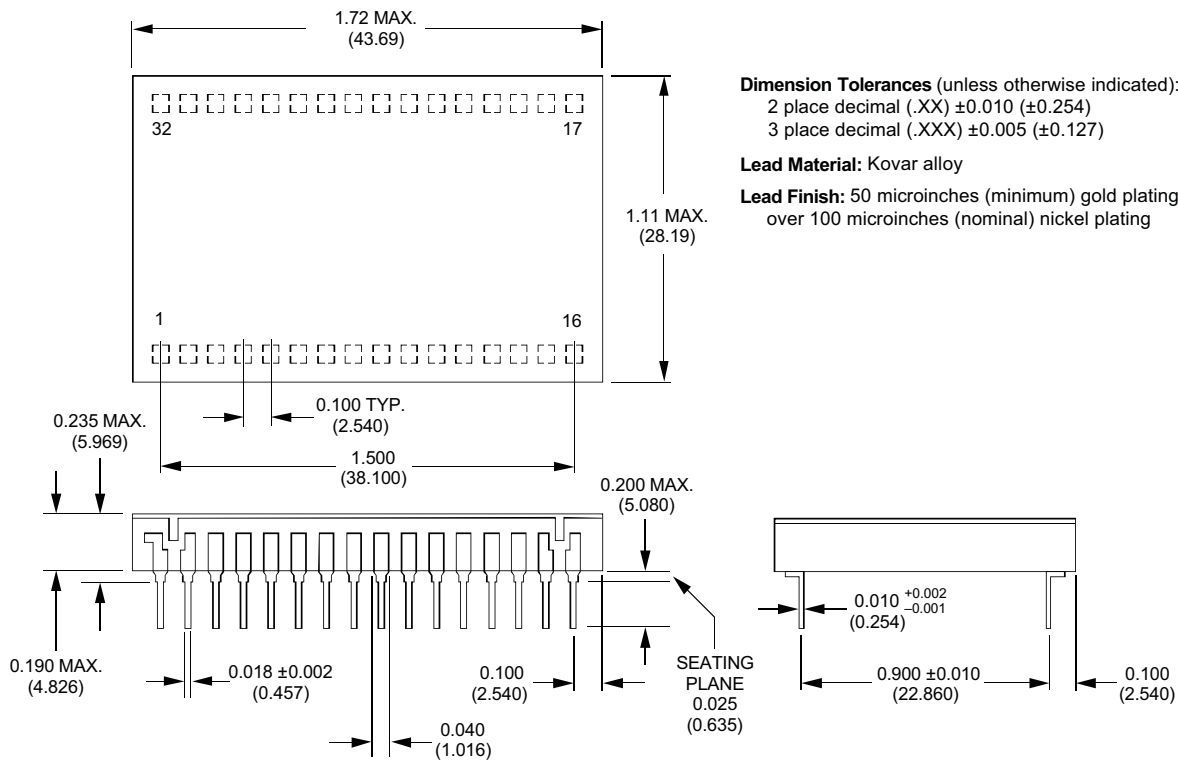 1.72 MAX.
(43.69)
Dimension Tolerances (unless otherwise indicated):
2 place decimal (.XX) ±0.010 (±0.254)
3 place decimal (.XXX) ±0.005 (±0.127)
Lead Material: Kovar alloy
Lead Finish: 50 microinches (minimum) gold plating
over 100 microinches (nominal) nickel plating
32
17
1.11 MAX.
(28.19)
1
16
0.100 TYP.
(2.540)
0.235 MAX.
(5.969)
1.500
(38.100)
0.200 MAX.
(5.080)
0.190 MAX.
(4.826)
0.018 ±0.002
(0.457)
0.040
(1.016)
0.100
(2.540)
SEATING
PLANE
0.025
(0.635)
0.010 +0.002
–0.001
(0.254)
0.900 ±0.010
(22.860)
0.100
(2.540)